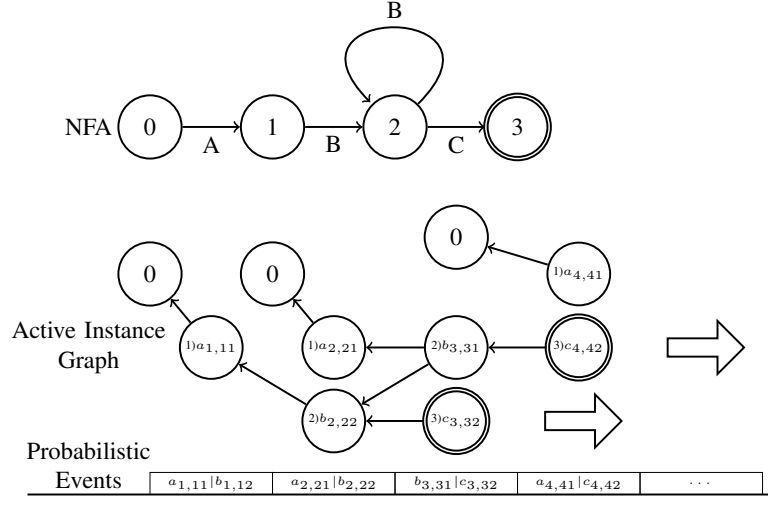 B
NFA 0 1 2 3
A B C
0
0 0 1)a4,41
Active Instance 1)a1,11 1)a2,21 2)b3,31 3)c4,42
Graph
2)b2,22 3)c3,32
Probabilistic
Events a1,11|b1,12 a2,21|b2,22 b3,31|c3,32 a4,41|c4,42 ···